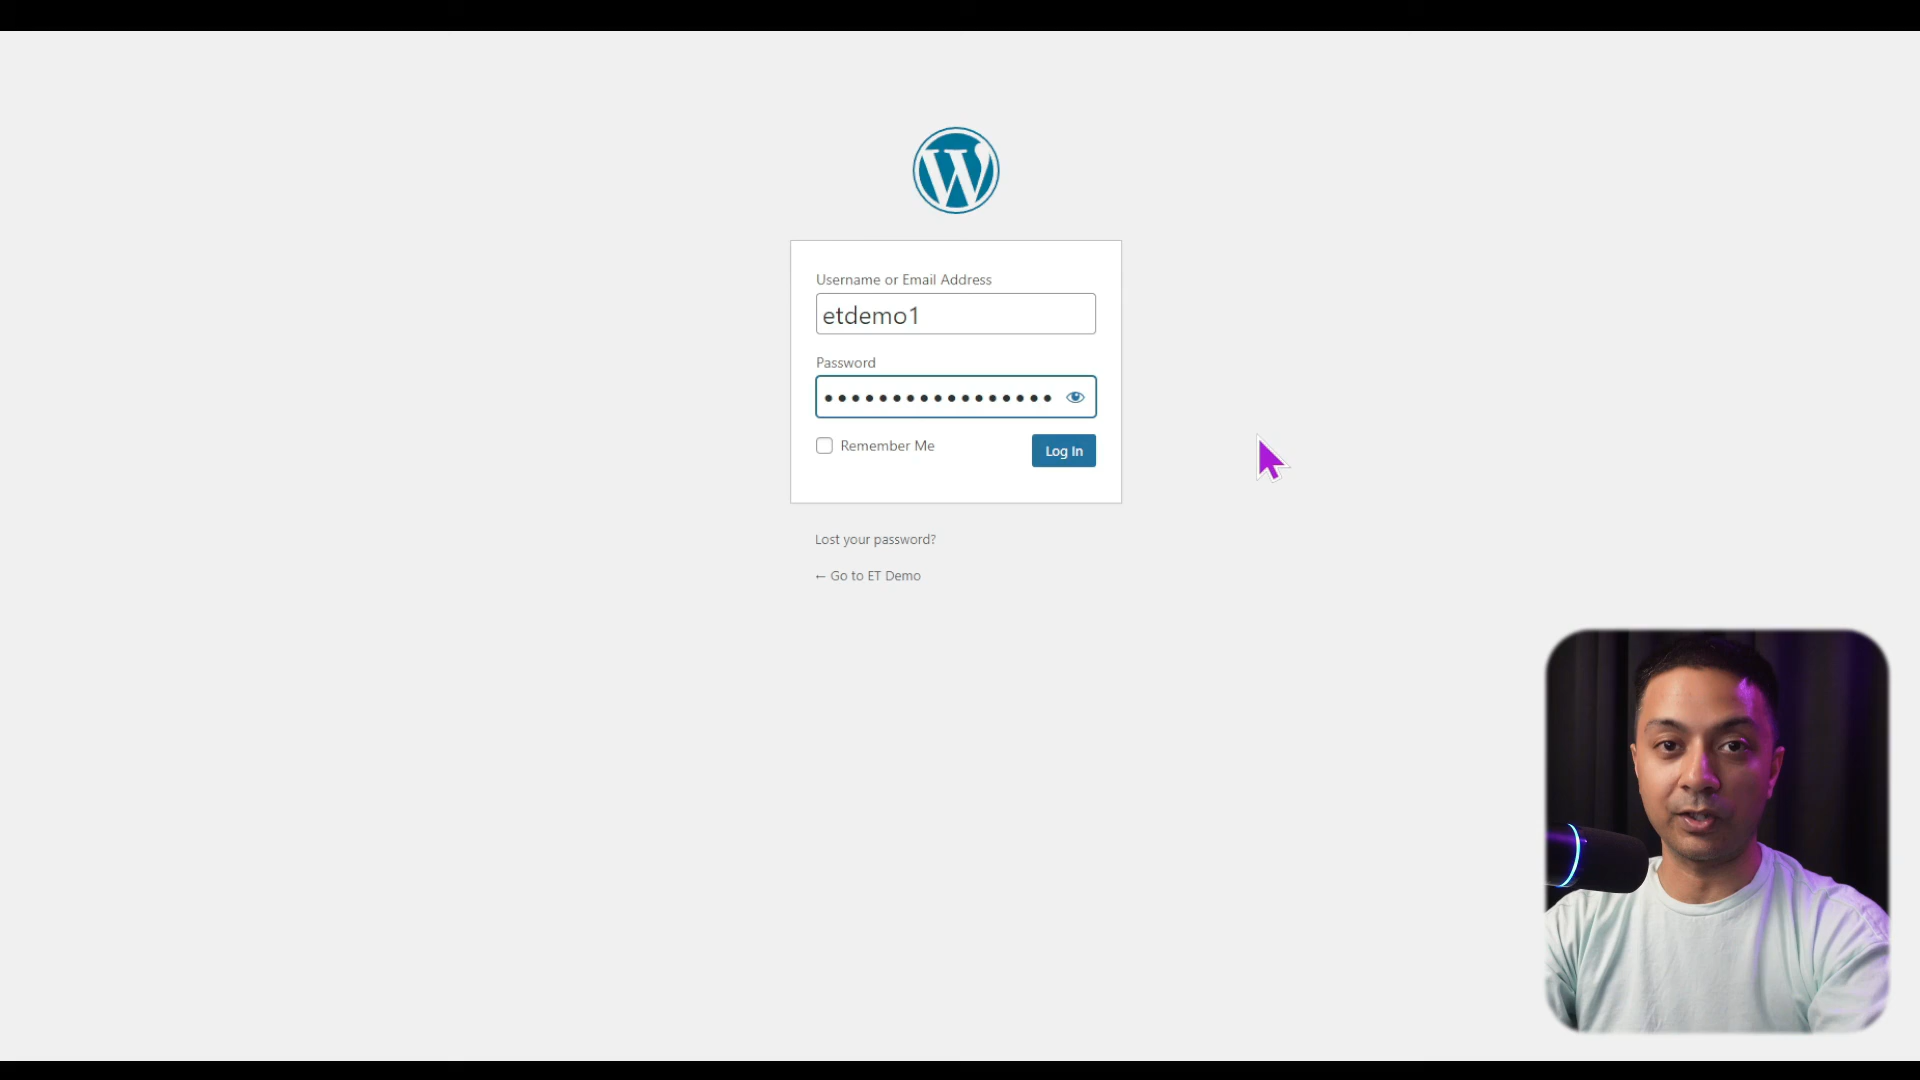 Username or Email Address
etdemo1
Password
Remember Me
Log In
Lost your password?
← Go to ET Demo